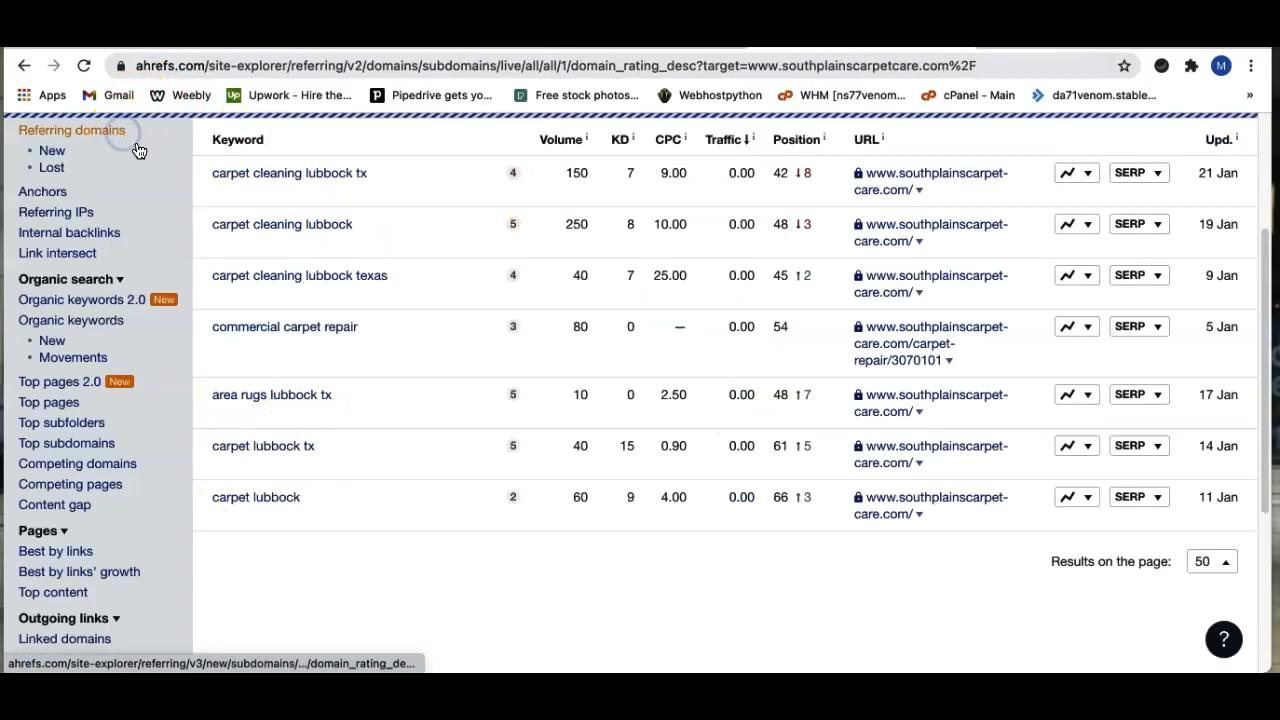 ahrefs.com/site-explorer/referring/v2/domains/subdomains/live/all/all/1/domain_rating_desc?target=www.southplainscarpetcare.com%2F
M
Apps Gmail Weebly Upwork - Hire the... Pipedrive gets yo... Free stock photos... Webhostpython WHM [ns77venom... cPanel - Main da71venom.stable... »
Referring domains
• New
• Lost
Anchors
Referring IPs
Internal backlinks
Link intersect
Organic search ▾
Organic keywords 2.0 New
Organic keywords
• New
• Movements
Top pages 2.0 New
Top pages
Top subfolders
Top subdomains
Competing domains
Competing pages
Content gap
Pages ▾
Best by links
Best by links' growth
Top content
Outgoing links ▾
Linked domains
Keyword Volume i KD i CPC i Traffic ↓ i Position i URL i Upd. i
carpet cleaning lubbock tx 4 150 7 9.00 0.00 42 ↓8 www.southplainscarpet- SERP ▾ 21 Jan
care.com/ ▾
carpet cleaning lubbock 5 250 8 10.00 0.00 48 ↓3 www.southplainscarpet- SERP ▾ 19 Jan
care.com/ ▾
carpet cleaning lubbock texas 4 40 7 25.00 0.00 45 ↑2 www.southplainscarpet- SERP ▾ 9 Jan
care.com/ ▾
commercial carpet repair 3 80 0 – 0.00 54 www.southplainscarpet- SERP ▾ 5 Jan
care.com/carpet-
repair/3070101 ▾
area rugs lubbock tx 5 10 0 2.50 0.00 48 ↑7 www.southplainscarpet- SERP ▾ 17 Jan
care.com/ ▾
carpet lubbock tx 5 40 15 0.90 0.00 61 ↑5 www.southplainscarpet- SERP ▾ 14 Jan
care.com/ ▾
carpet lubbock 2 60 9 4.00 0.00 66 ↑3 www.southplainscarpet- SERP ▾ 11 Jan
care.com/ ▾
Results on the page: 50 ▴
?
ahrefs.com/site-explorer/referring/v3/new/subdomains/.../domain_rating_de...